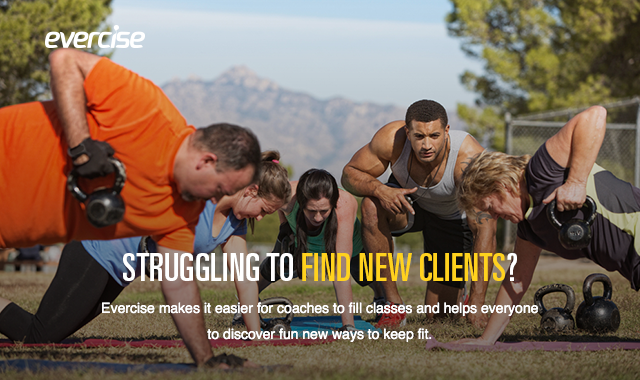 evercise
STRUGGLING TO FIND NEW CLIENTS?
Evercise makes it easier for coaches to fill classes and helps everyone
to discover fun new ways to keep fit.